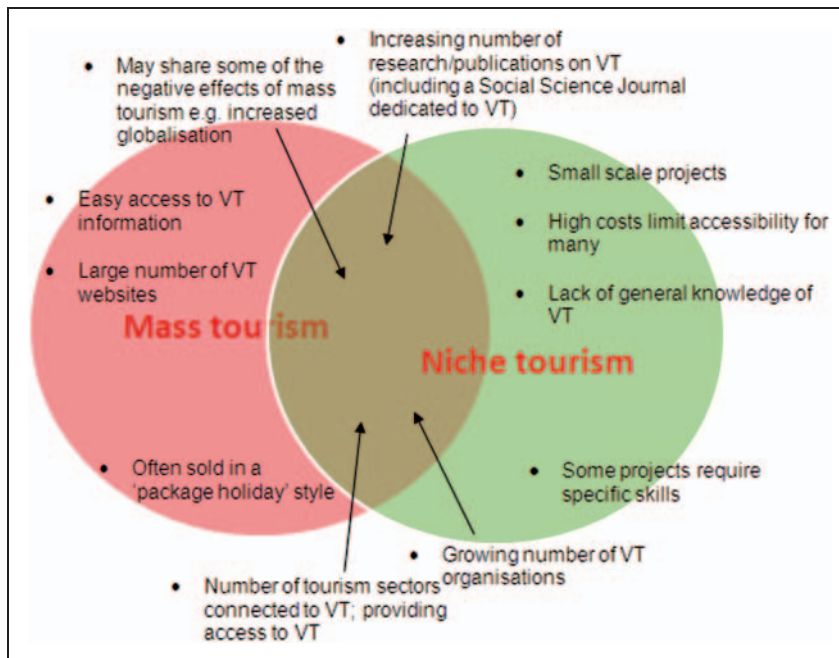 • May share some of the
negative effects of mass
tourism e.g. increased
globalisation
• Increasing number of
research/publications on VT
(including a Social Science Journal
dedicated to VT)
• Easy access to VT
information
• Large number of VT
websites
Mass tourism
• Small scale projects
• High costs limit accessibility for
many
• Lack of general knowledge of
VT
Niche tourism
• Often sold in a
'package holiday' style
• Some projects require
specific skills
• Number of tourism sectors
connected to VT; providing
access to VT
• Growing number of VT
organisations